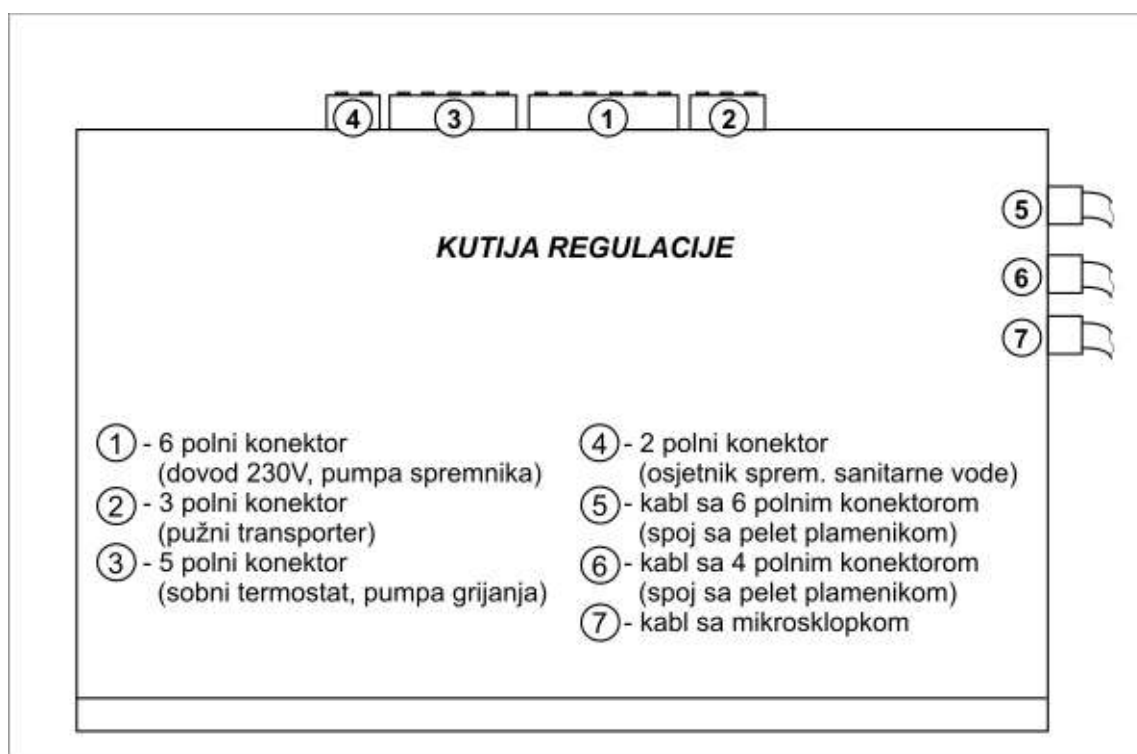 4 3 1 2
5
KUTIJA REGULACIJE
6
7
1 - 6 polni konektor
(dovod 230V, pumpa spremnika)
2 - 3 polni konektor
(pužni transporter)
3 - 5 polni konektor
(sobni termostat, pumpa grijanja)
4 - 2 polni konektor
(osjetnik sprem. sanitarne vode)
5 - kabl sa 6 polnim konektorom
(spoj sa pelet plamenikom)
6 - kabl sa 4 polnim konektorom
(spoj sa pelet plamenikom)
7 - kabl sa mikrosklopkom